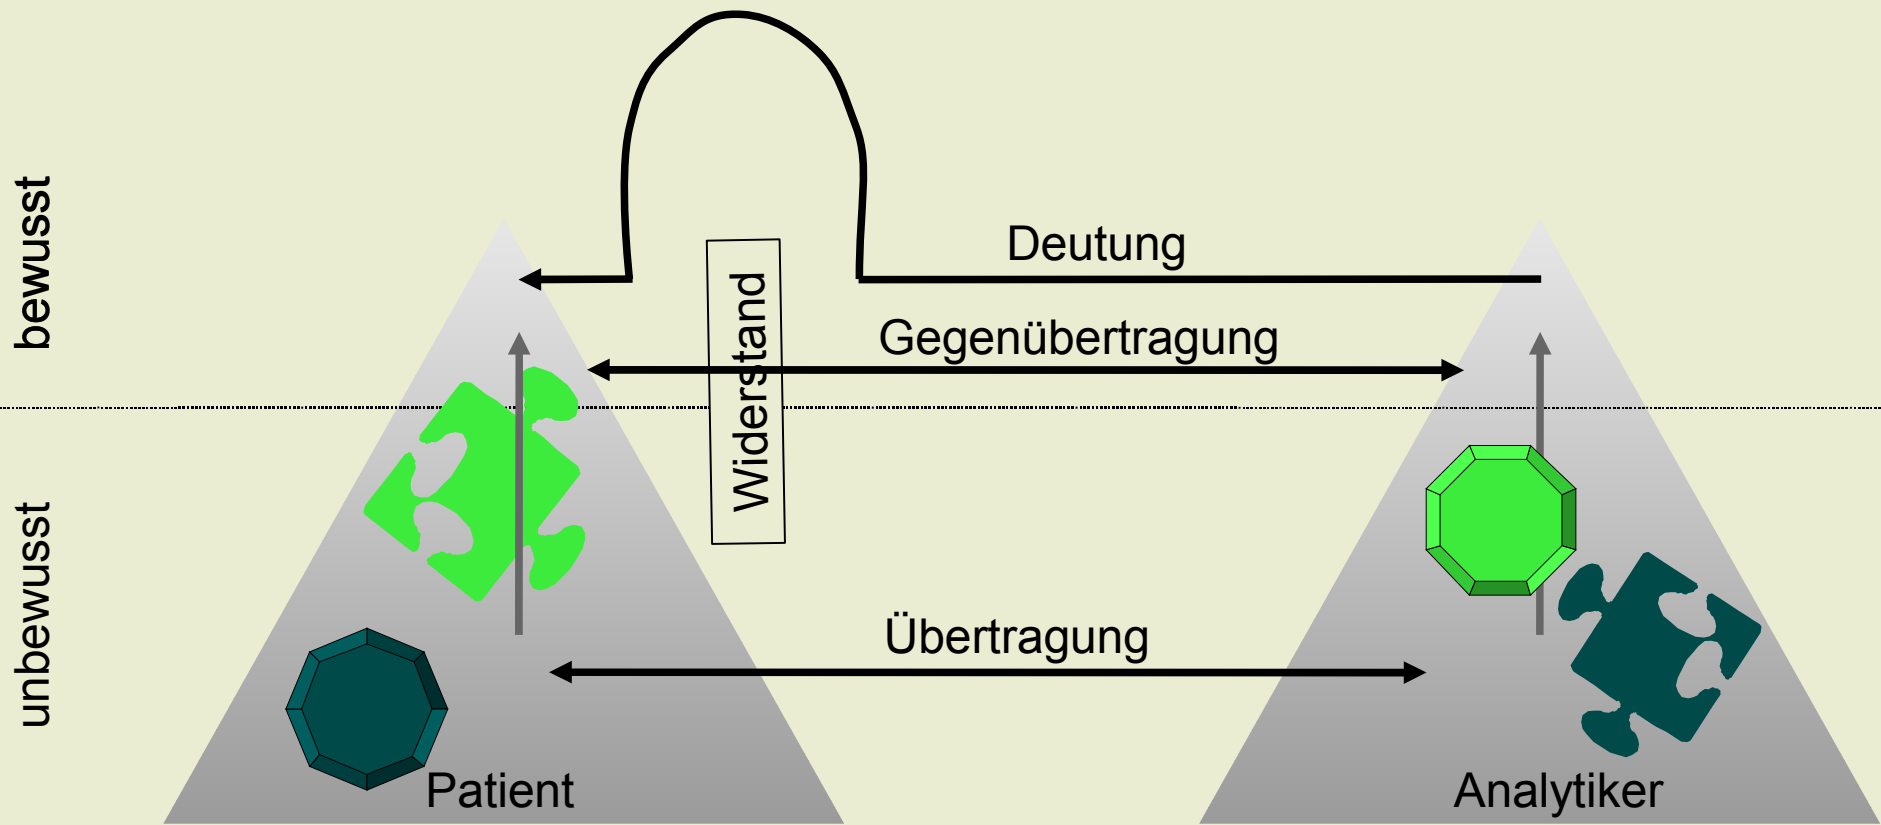 bewusst
Deutung
Gegenübertragung
Widerstand
unbewusst
Übertragung
Patient
Analytiker